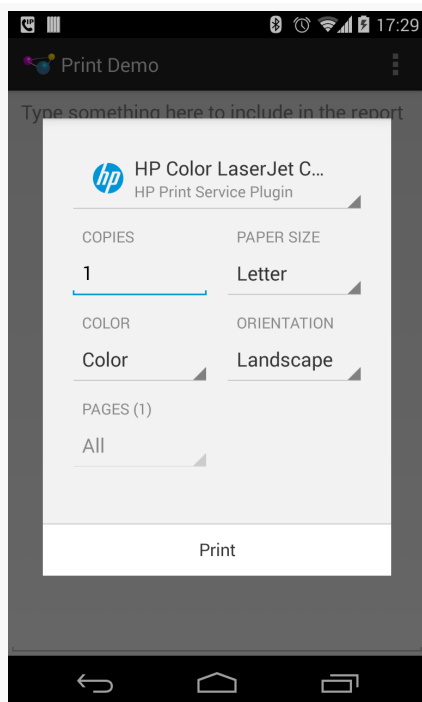 17:29
Print Demo
Type something here to include in the report
hp HP Color LaserJet C...
HP Print Service Plugin
COPIES PAPER SIZE
1 Letter
COLOR ORIENTATION
Color Landscape
PAGES (1)
All
Print